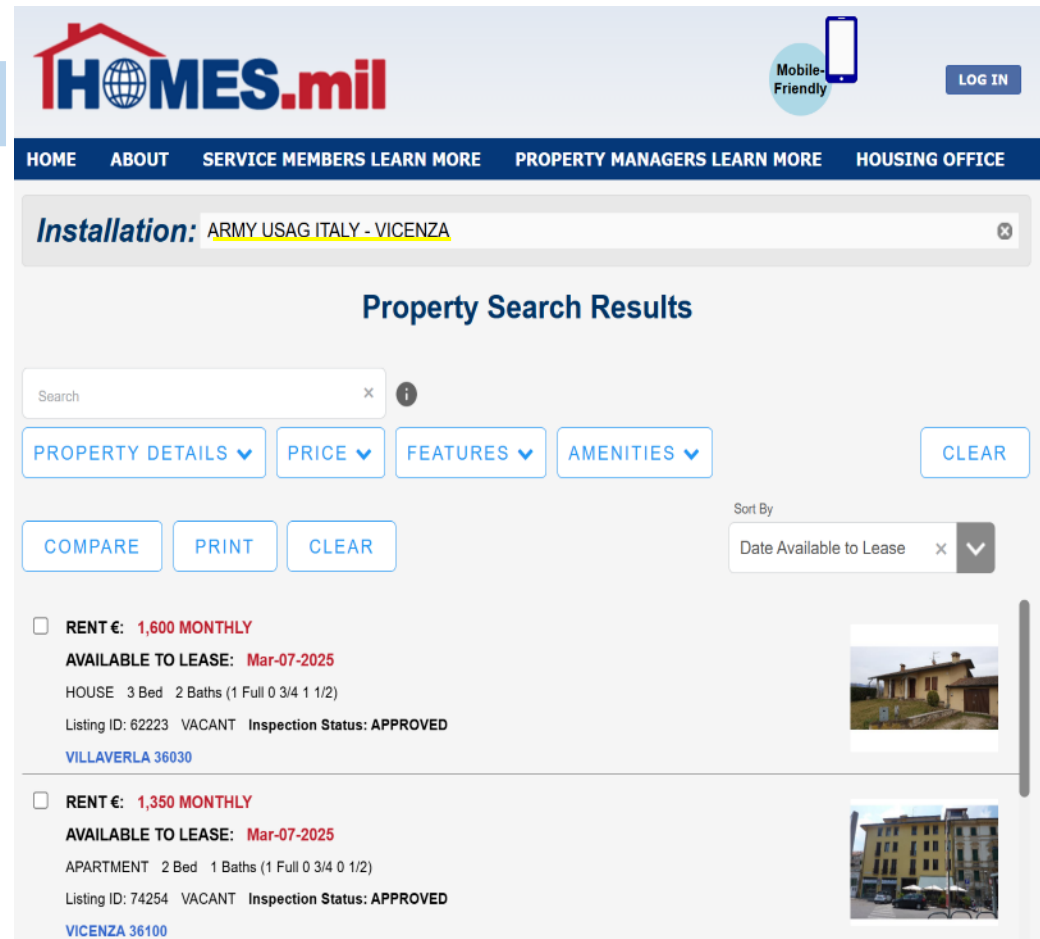 HOMES.mil
Mobile-
Friendly
LOG IN
HOME ABOUT SERVICE MEMBERS LEARN MORE PROPERTY MANAGERS LEARN MORE HOUSING OFFICE
Installation: ARMY USAG ITALY - VICENZA
Property Search Results
Search
PROPERTY DETAILS PRICE FEATURES AMENITIES CLEAR
Sort By
COMPARE PRINT CLEAR Date Available to Lease
RENT €: 1,600 MONTHLY
AVAILABLE TO LEASE: Mar-07-2025
HOUSE 3 Bed 2 Baths (1 Full 0 3/4 1 1/2)
Listing ID: 62223 VACANT Inspection Status: APPROVED
VILLAVERLA 36030
RENT €: 1,350 MONTHLY
AVAILABLE TO LEASE: Mar-07-2025
APARTMENT 2 Bed 1 Baths (1 Full 0 3/4 0 1/2)
Listing ID: 74254 VACANT Inspection Status: APPROVED
VICENZA 36100